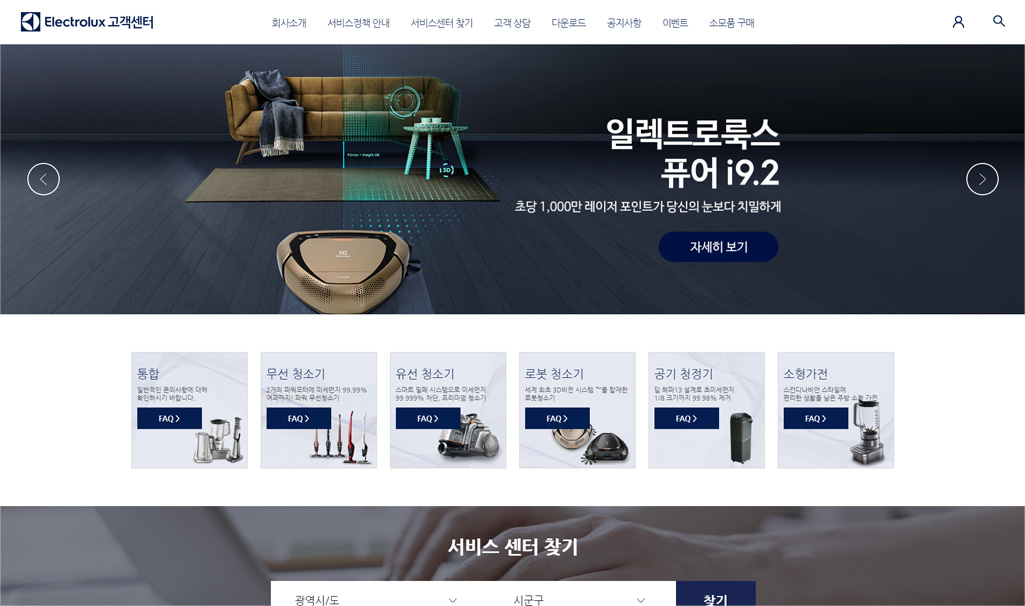 Electrolux 고객센터
회사소개 서비스정책 안내 서비스센터 찾기 고객 상담 다운로드 공지사항 이벤트 소모품 구매
3D
일렉트로룩스
퓨어 i9.2
초당 1,000만 레이저 포인트가 당신의 눈보다 치밀하게
자세히 보기
통합
일반적인 문의사항에 대해
확인하시기 바랍니다.
FAQ
무선 청소기
2개의 파워모터에 미세먼지 99.99%
여과까지! 파워 무선청소기
FAQ
유선 청소기
스마트 밀폐 시스템으로 미세먼지
99.999% 차단, 프리미엄 청소기
FAQ
로봇 청소기
세계 최초 3D비전 시스템 ™을 탑재한
로봇청소기
FAQ
공기 청정기
딥 헤파13 설계로 초미세먼지
1/8 크기까지 99.98% 제거
FAQ
소형가전
스칸디나비안 스타일에
편리한 생활을 담은 주방 소형 가전
FAQ
서비스 센터 찾기
광역시/도 시군구 찾기